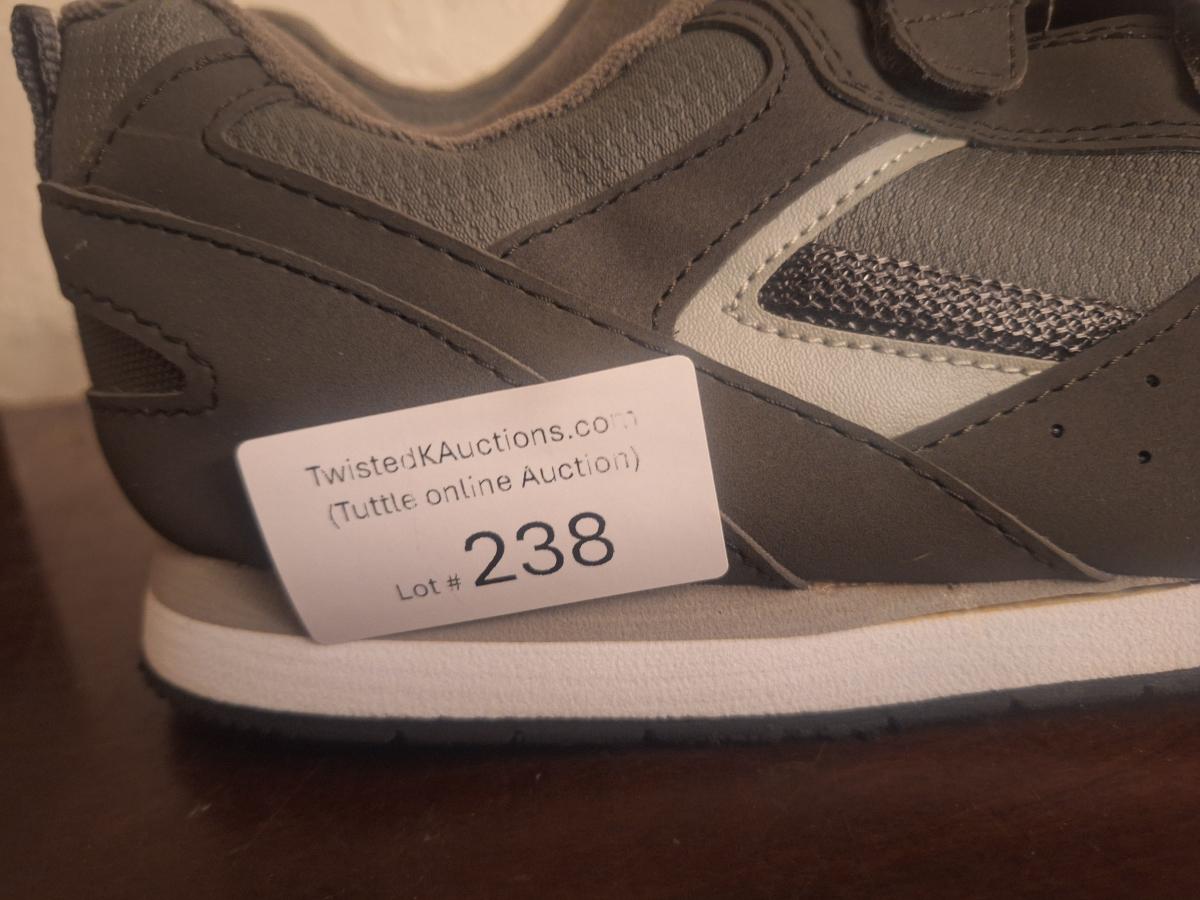 TwistedKAuctions.com
(Tuttle online Auction)
Lot # 238